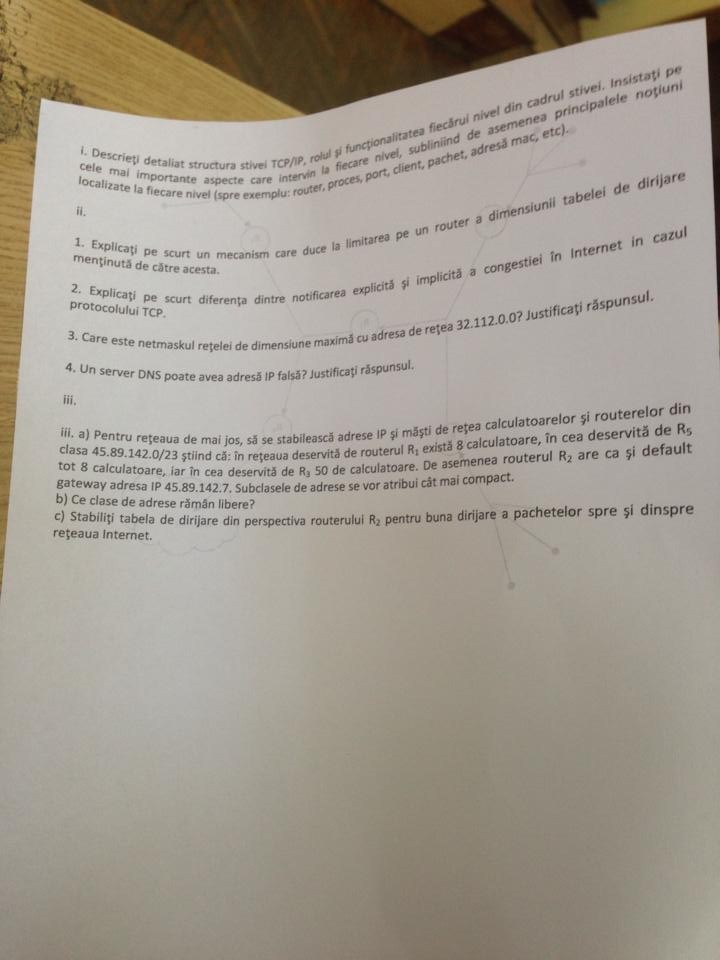 i. Descrieţi detaliat structura stivei TCP/IP, rolul şi funcţionalitatea fiecărui nivel din cadrul stivei. Insistaţi pe
cele mai importante aspecte care intervin la fiecare nivel, subliniind de asemenea principalele noţiuni
localizate la fiecare nivel (spre exemplu: router, proces, port, client, pachet, adresă mac, etc).
ii.
1. Explicaţi pe scurt un mecanism care duce la limitarea pe un router a dimensiunii tabelei de dirijare
menţinută de către acesta.
2. Explicaţi pe scurt diferenţa dintre notificarea explicită şi implicită a congestiei în Internet in cazul
protocolului TCP.
3. Care este netmaskul reţelei de dimensiune maximă cu adresa de reţea 32.112.0.0? Justificaţi răspunsul.
4. Un server DNS poate avea adresă IP falsă? Justificaţi răspunsul.
iii.
iii. a) Pentru reţeaua de mai jos, să se stabilească adrese IP şi măşti de reţea calculatoarelor şi routerelor din
clasa 45.89.142.0/23 ştiind că: în reţeaua deservită de routerul R1 există 8 calculatoare, în cea deservită de R5
tot 8 calculatoare, iar în cea deservită de R3 50 de calculatoare. De asemenea routerul R2 are ca şi default
gateway adresa IP 45.89.142.7. Subclasele de adrese se vor atribui cât mai compact.
b) Ce clase de adrese rămân libere?
c) Stabiliţi tabela de dirijare din perspectiva routerului R2 pentru buna dirijare a pachetelor spre şi dinspre
reţeaua Internet.